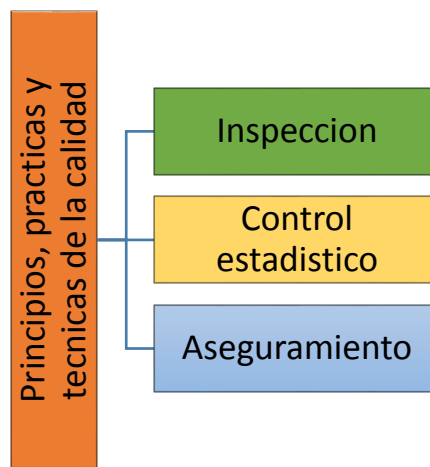 Principios, practicas y
tecnicas de la calidad
Inspeccion
Control
estadistico
Aseguramiento